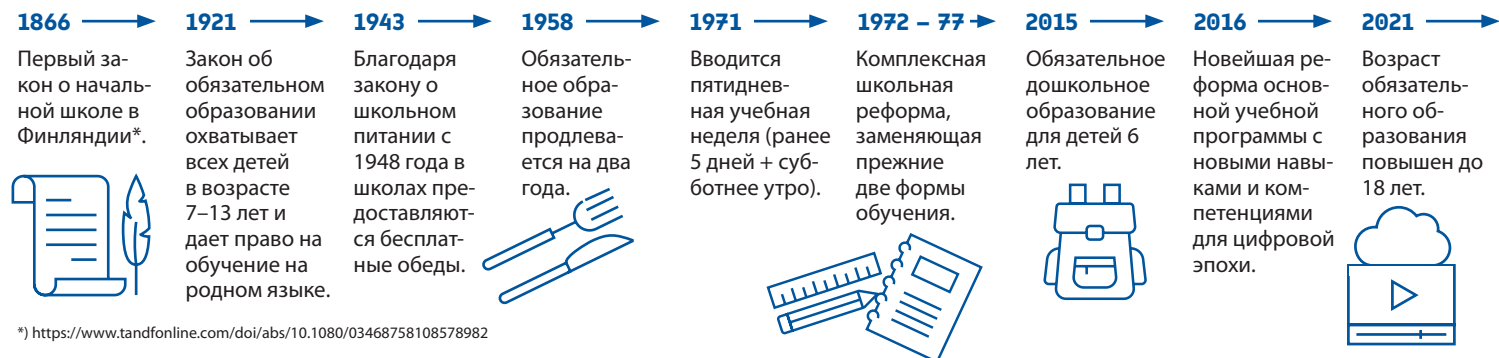 1866
Первый за-
кон о началь-
ной школе в
Финляндии*.
1921
Закон об
обязательном
образовании
охватывает
всех детей
в возрасте
7–13 лет и
дает право на
обучение на
родном языке.
1943
Благодаря
закону о
школьном
питании с
1948 года в
школах пре-
доставляют-
ся бесплат-
ные обеды.
1958
Обязатель-
ное обра-
зование
продлева-
ется на два
года.
1971
Вводится
пятиднев-
ная учебная
неделя (ранее
5 дней + суб-
ботнее утро).
1972 – 77
Комплексная
школьная
реформа,
заменяющая
прежние
две формы
обучения.
2015
Обязательное
дошкольное
образование
для детей 6
лет.
2016
Новейшая ре-
форма основ-
ной учебной
программы с
новыми навы-
ками и ком-
петенциями
для цифровой
эпохи.
2021
Возраст
обязатель-
ного об-
разования
повышен до
18 лет.
*) https://www.tandfonline.com/doi/abs/10.1080/03468758108578982